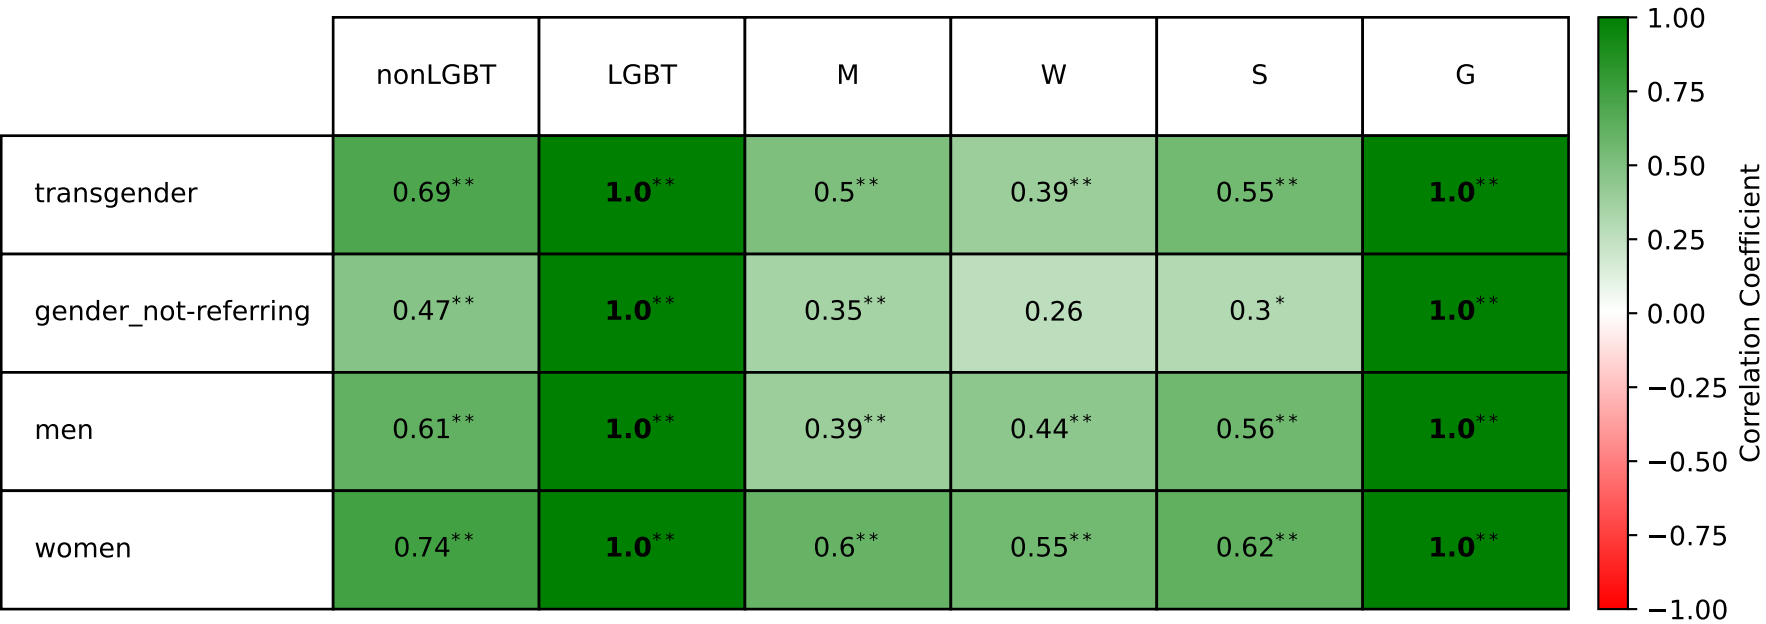 nonLGBT LGBT M W S G
transgender 0.69** 1.0** 0.5** 0.39** 0.55** 1.0**
gender_not-referring 0.47** 1.0** 0.35** 0.26 0.3* 1.0**
men 0.61** 1.0** 0.39** 0.44** 0.56** 1.0**
women 0.74** 1.0** 0.6** 0.55** 0.62** 1.0**
1.00
0.75
0.50
0.25
0.00
−0.25
−0.50
−0.75
−1.00
Correlation Coefficient